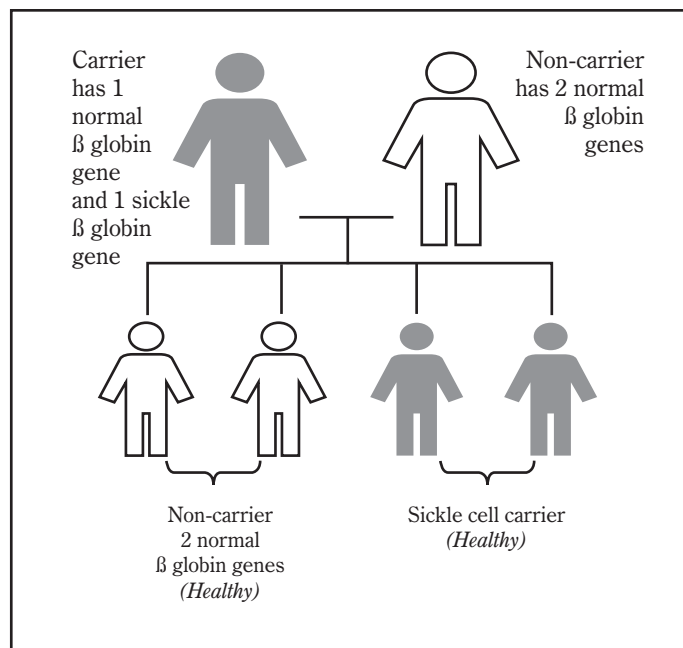 Carrier
has 1
normal
ß globin
gene
and 1 sickle
ß globin
gene
Non-carrier
has 2 normal
ß globin
genes
Non-carrier
2 normal
ß globin genes
(Healthy)
Sickle cell carrier
(Healthy)